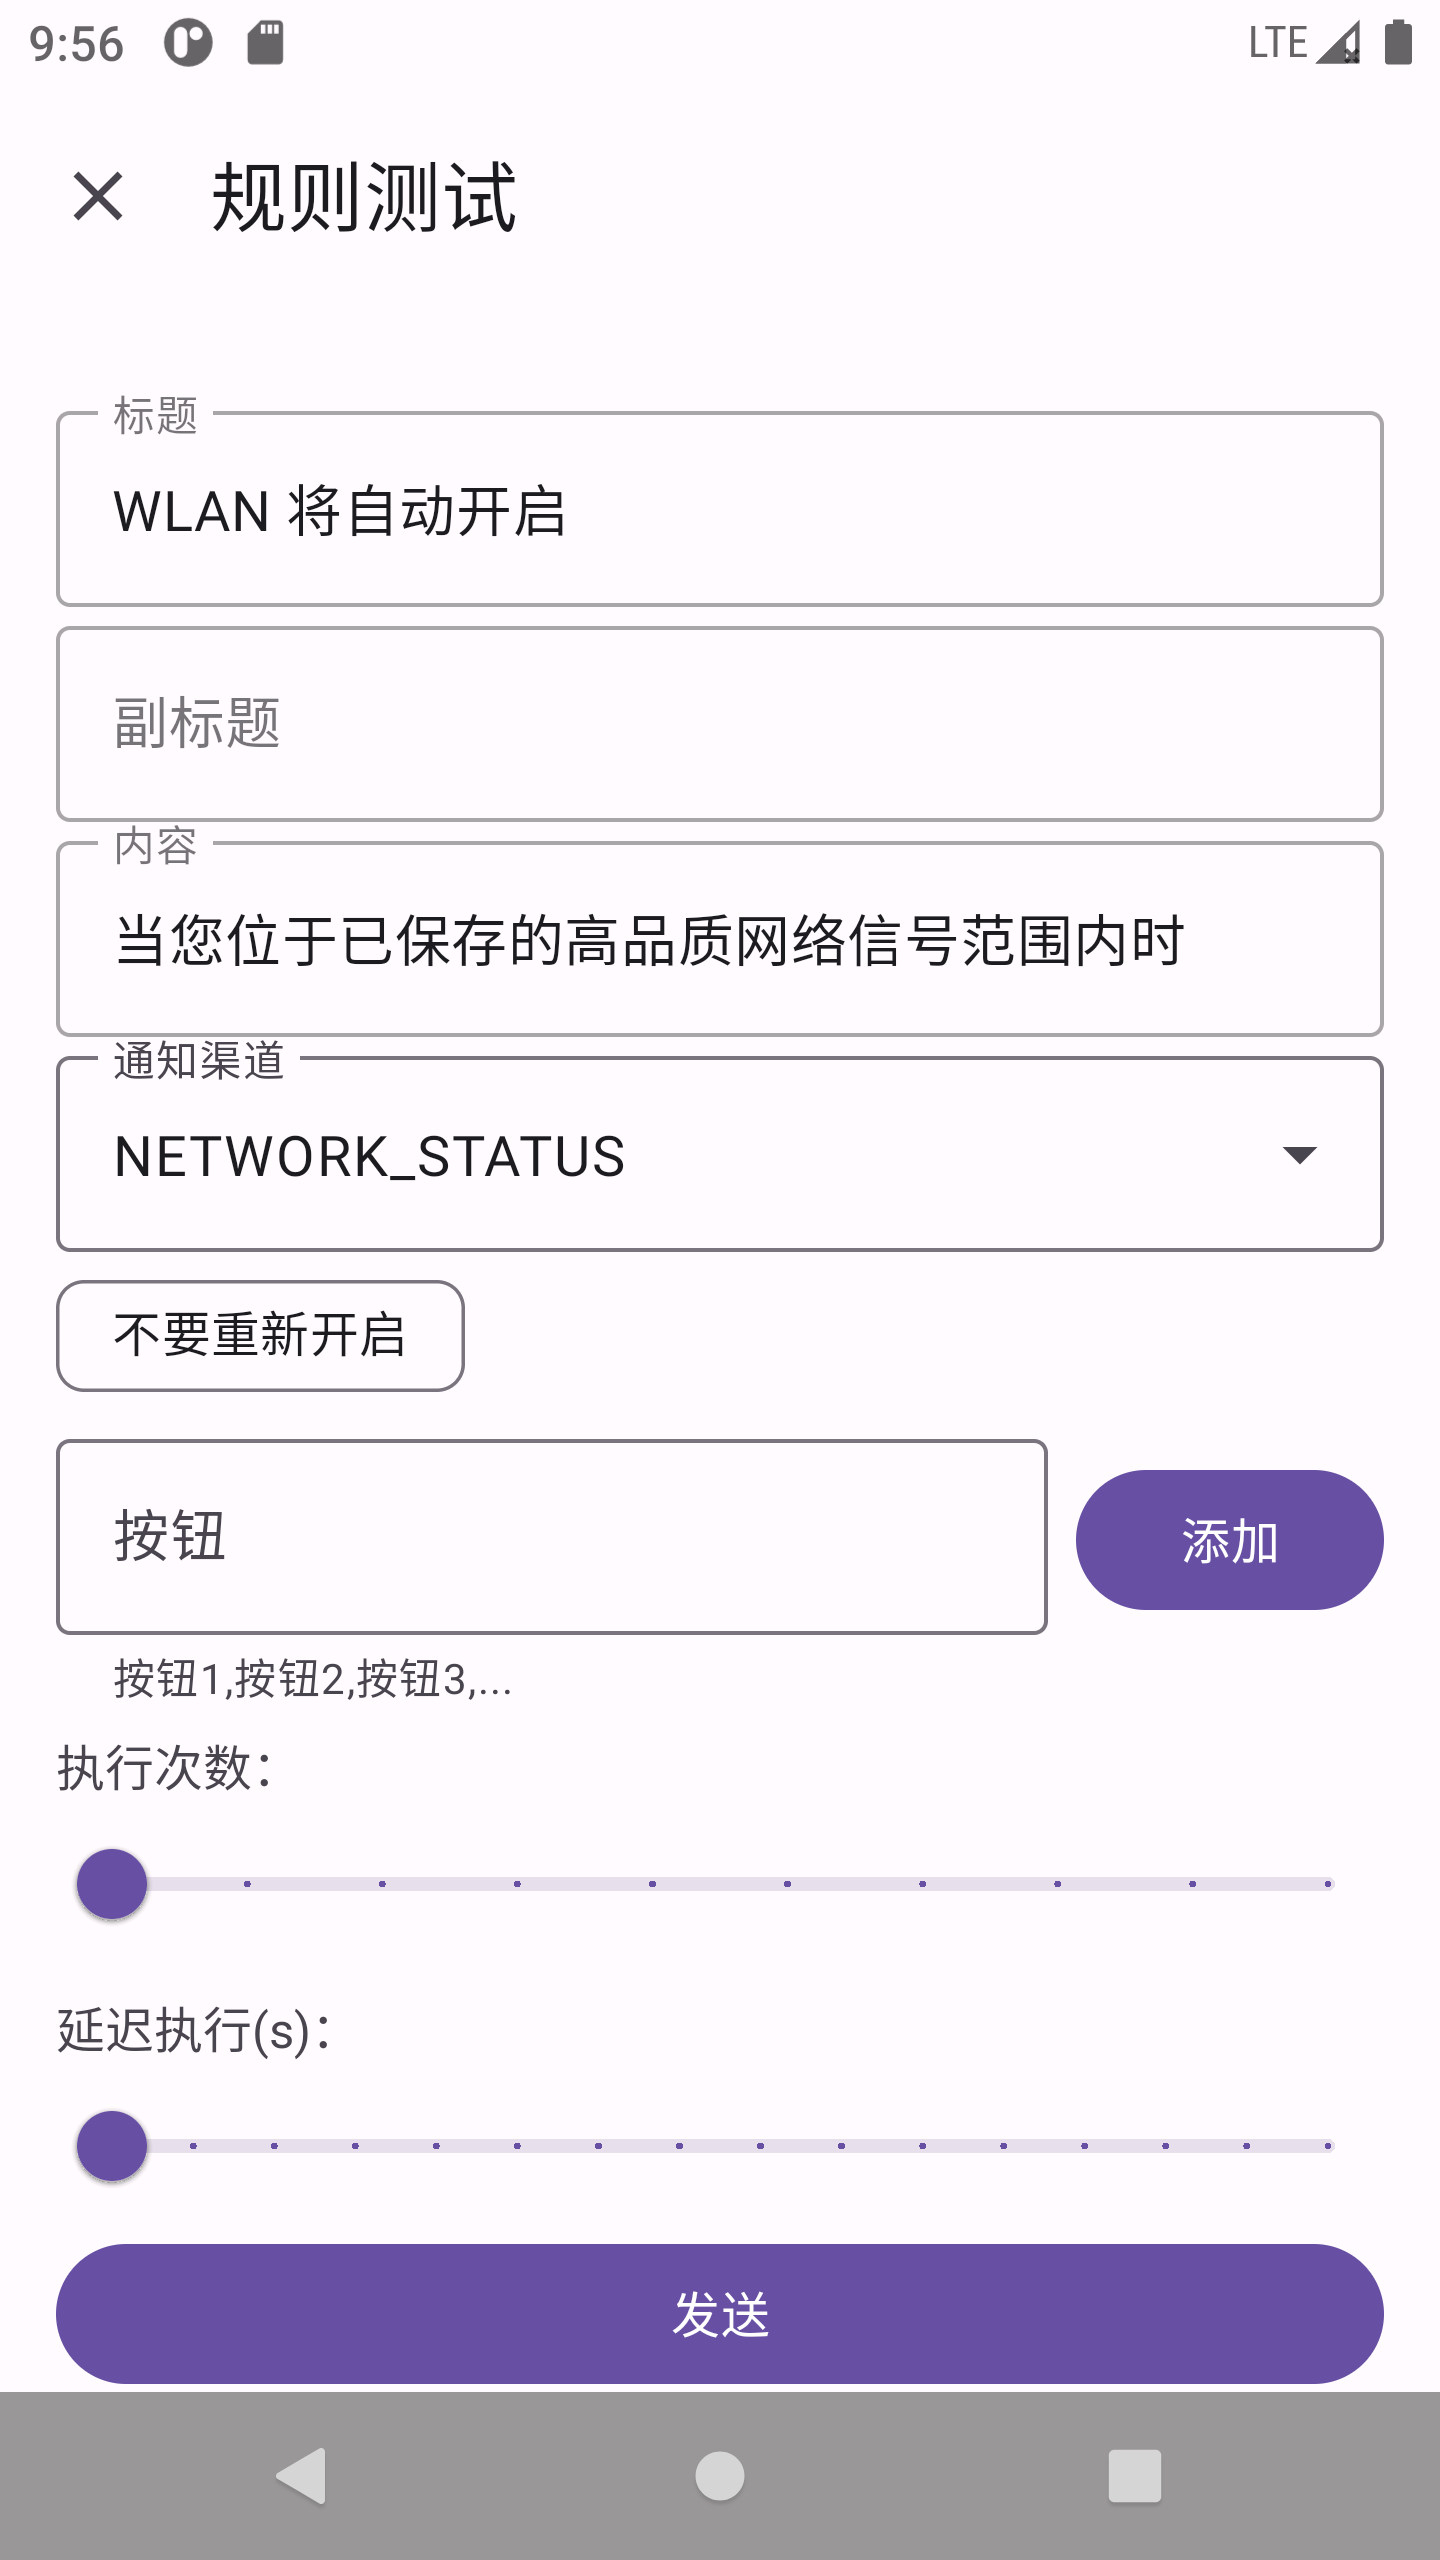 9:56
LTE
规则测试
标题
WLAN 将自动开启
副标题
内容
当您位于已保存的高品质网络信号范围内时
通知渠道
NETWORK_STATUS
不要重新开启
按钮
添加
按钮1,按钮2,按钮3,...
执行次数：
延迟执行(s)：
发送